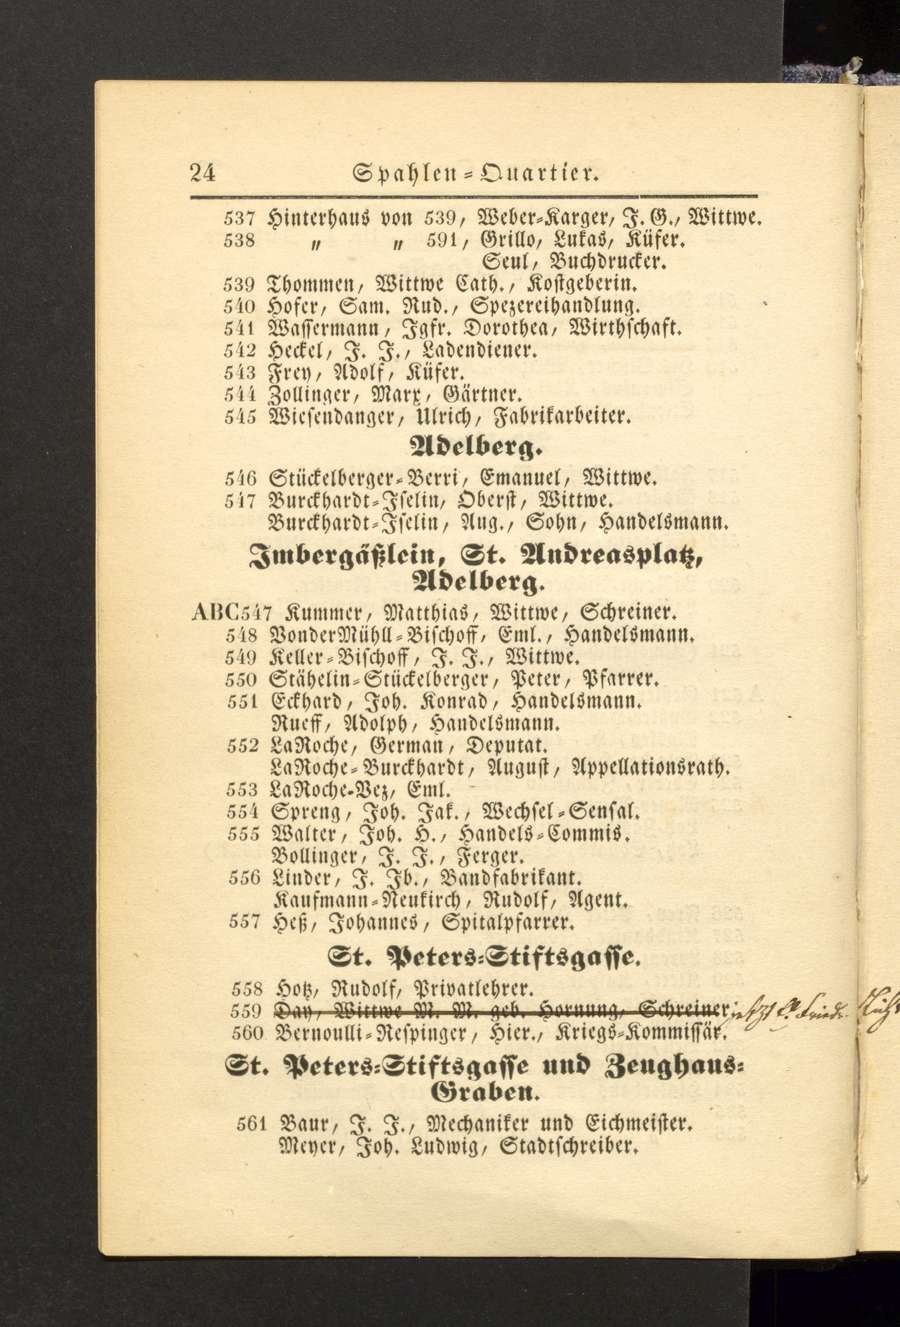 24 Spahlen-Quartier.
537 Hinterhaus von 539, Weber-Karger, J. G., Wittwe.
538 " " 591, Grillo, Lukas, Küfer.
Seul, Buchdrucker.
539 Thommen, Wittwe Cath., Kostgeberin.
540 Hofer, Sam. Rud., Spezereihandlung.
541 Wassermann, Jgfr. Dorothea, Wirthschaft.
542 Heckel, J. J., Ladendiener.
543 Frey, Adolf, Küfer.
544 Zollinger, Marx, Gärtner.
545 Wiesendanger, Ulrich, Fabrikarbeiter.
Adelberg.
546 Stückelberger-Berri, Emanuel, Wittwe.
547 Burckhardt-Iselin, Oberst, Wittwe.
Burckhardt-Iselin, Aug., Sohn, Handelsmann.
Imbergäßlein, St. Andreasplatz,
Adelberg.
ABC547 Kummer, Matthias, Wittwe, Schreiner.
548 VonderMühll-Bischoff, Eml., Handelsmann.
549 Keller-Bischoff, J. J., Wittwe.
550 Stähelin-Stückelberger, Peter, Pfarrer.
551 Eckhard, Joh. Konrad, Handelsmann.
Rueff, Adolph, Handelsmann.
552 LaRoche, German, Deputat.
LaRoche-Burckhardt, August, Appellationsrath.
553 LaRoche-Vez, Eml.
554 Spreng, Joh. Jak., Wechsel-Sensal.
555 Walter, Joh. H., Handels-Commis.
Bollinger, J. J., Ferger.
556 Linder, J. Jb., Bandfabrikant.
Kaufmann-Neukirch, Rudolf, Agent.
557 Heß, Johannes, Spitalpfarrer.
St. Peters-Stiftsgasse.
558 Hotz, Rudolf, Privatlehrer.
559 Day, Wittwe M. M. geb. Hornung, Schreiner, jetzt
560 Bernoulli-Respinger, Hier., Kriegs-Kommissär.
St. Peters-Stiftsgasse und Zeughaus-
Graben.
561 Baur, J. J., Mechaniker und Eichmeister.
Meyer, Joh. Ludwig, Stadtschreiber.